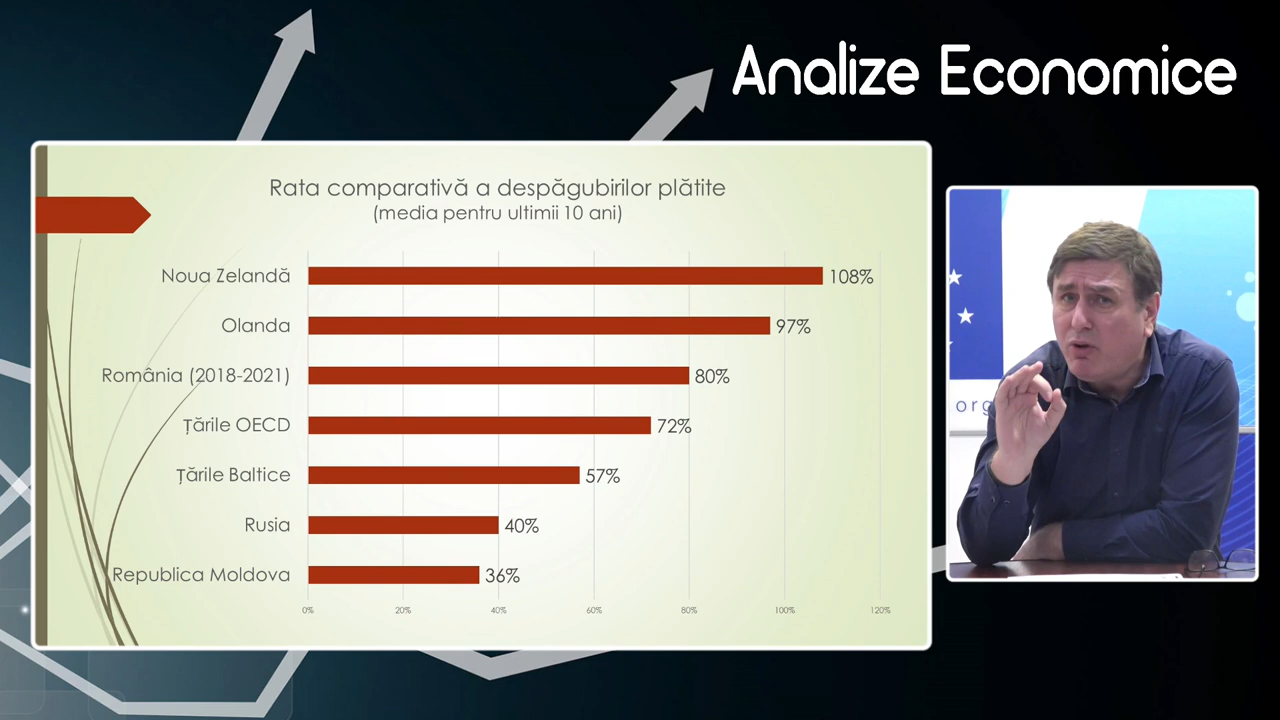 Analize Economice
Rata comparativă a despăgubirilor plătite
(media pentru ultimii 10 ani)
Noua Zelandă 108%
Olanda 97%
România (2018-2021) 80%
Țările OECD 72%
Țările Baltice 57%
Rusia 40%
Republica Moldova 36%
0% 20% 40% 60% 80% 100% 120%
org